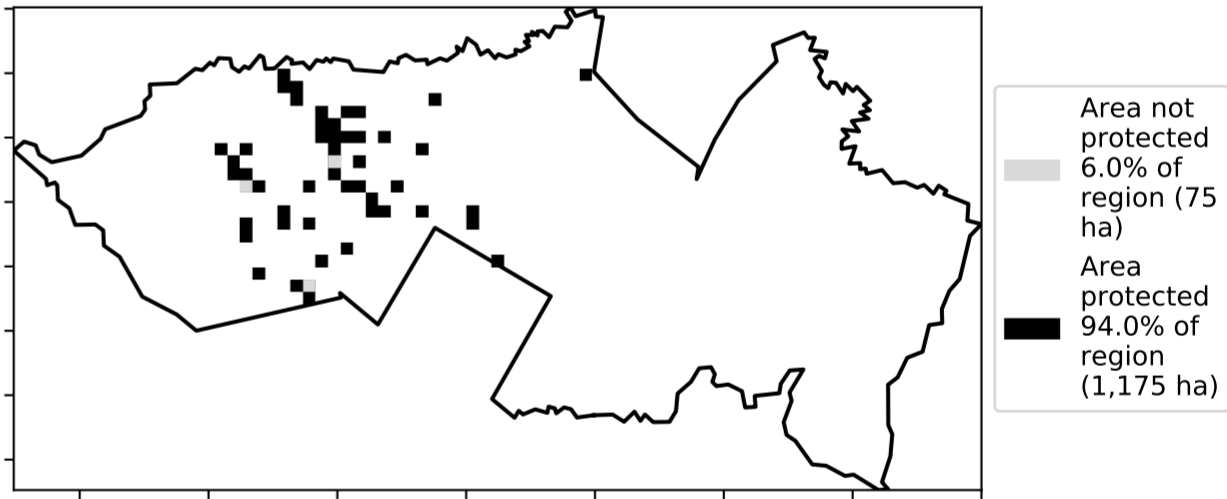 Area not
protected
6.0% of
region (75
ha)
Area
protected
94.0% of
region
(1,175 ha)